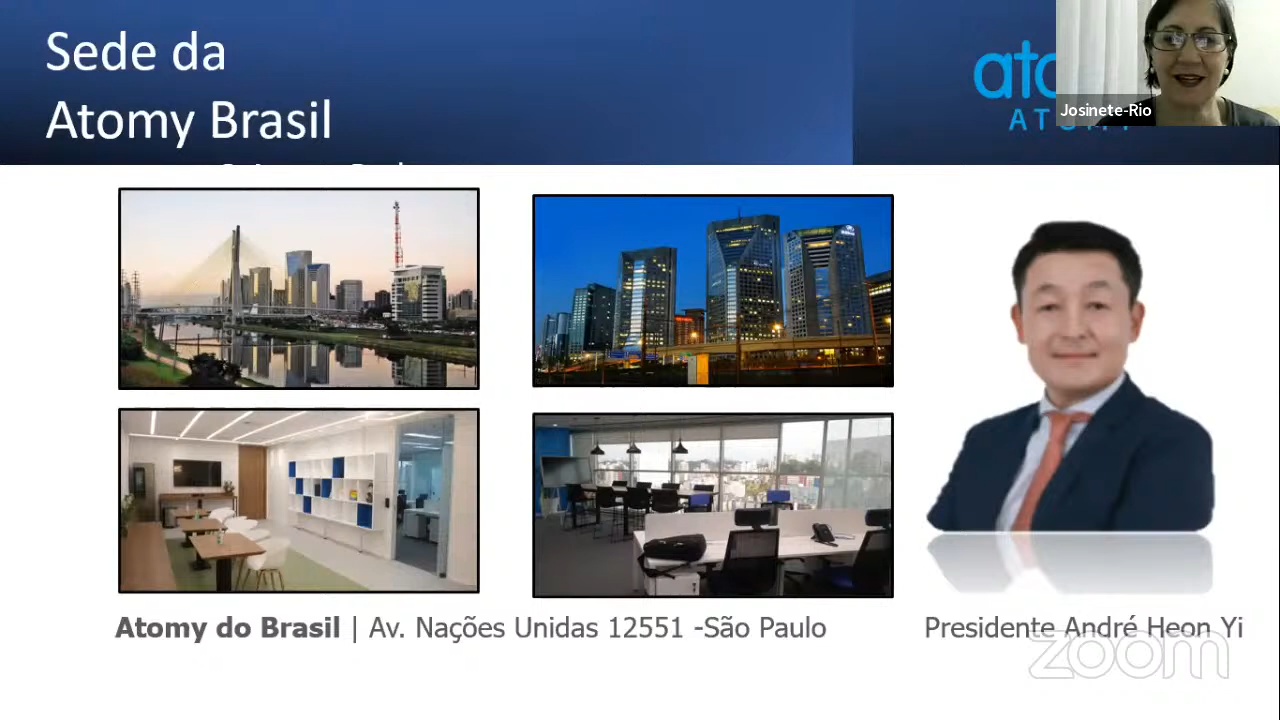 Sede da
Atomy Brasil
Josinete-Rio
Atomy do Brasil | Av. Nações Unidas 12551 -São Paulo
Presidente André Heon Yi
zoom